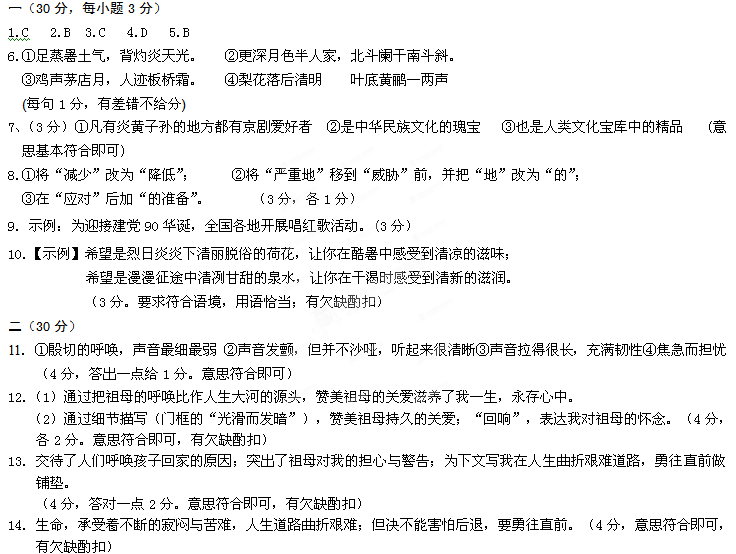 一（30 分，每小题 3 分）
1.C 2.B 3.C 4.D 5.B
6.①足蒸暑土气，背灼炎天光。 ②更深月色半人家，北斗阑干南斗斜。
③鸡声茅店月，人迹板桥霜。 ④梨花落后清明 叶底黄鹂一两声
(每句 1 分，有差错不给分)
7、(3 分)①凡有炎黄子孙的地方都有京剧爱好者 ②是中华民族文化的瑰宝 ③也是人类文化宝库中的精品 (意
思基本符合即可)
8.①将“减少”改为“降低”； ②将“严重地”移到“威胁”前，并把“地”改为“的”；
③在“应对”后加“的准备”。 (3 分，各 1 分)
9. 示例：为迎接建党 90 华诞，全国各地开展唱红歌活动。(3 分)
10.【示例】希望是烈日炎炎下清丽脱俗的荷花，让你在酷暑中感受到清凉的滋味；
希望是漫漫征途中清冽甘甜的泉水，让你在干渴时感受到清新的滋润。
(3 分。要求符合语境，用语恰当；有欠缺酌扣)
二（30 分）
11. ①殷切的呼唤，声音最细最弱 ②声音发颤，但并不沙哑，听起来很清晰③声音拉得很长，充满韧性④焦急而担忧
(4 分，答出一点给 1 分。意思符合即可)
12.（1）通过把祖母的呼唤比作人生大河的源头，赞美祖母的关爱滋养了我一生，永存心中。
（2）通过细节描写（门框的“光滑而发暗”），赞美祖母持久的关爱；“回响”，表达我对祖母的怀念。（4 分，
各 2 分。意思符合即可，有欠缺酌扣）
13. 交待了人们呼唤孩子回家的原因；突出了祖母对我的担心与警告；为下文写我在人生曲折艰难道路，勇往直前做
铺垫。
（4 分，答对一点 2 分。意思符合即可，有欠缺酌扣）
14. 生命，承受着不断的寂闷与苦难，人生道路曲折艰难；但决不能害怕后退，要勇往直前。（4 分，意思符合即可，
有欠缺酌扣）